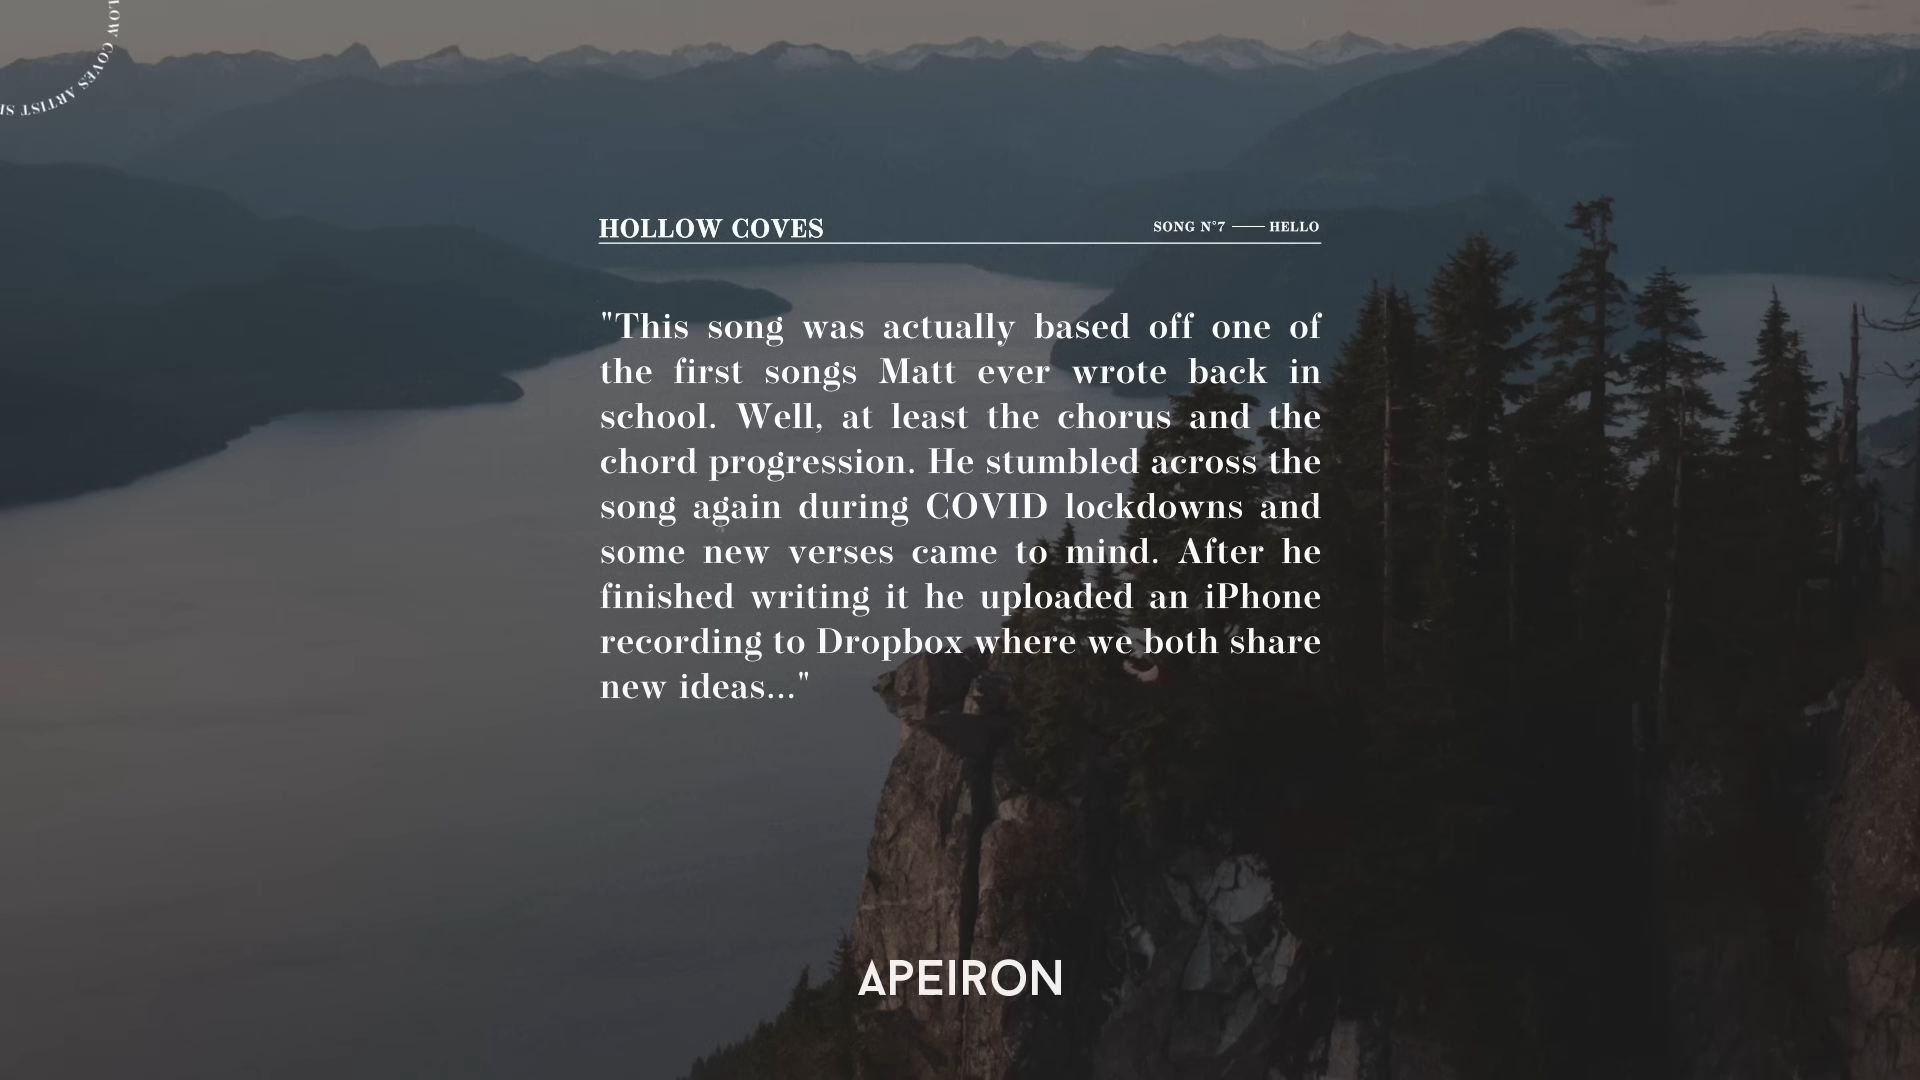 LOW COVES ARTIST
HOLLOW COVES
SONG N°7 — HELLO
"This song was actually based off one of
the first songs Matt ever wrote back in
school. Well, at least the chorus and the
chord progression. He stumbled across the
song again during COVID lockdowns and
some new verses came to mind. After he
finished writing it he uploaded an iPhone
recording to Dropbox where we both share
new ideas..."
APEIRON